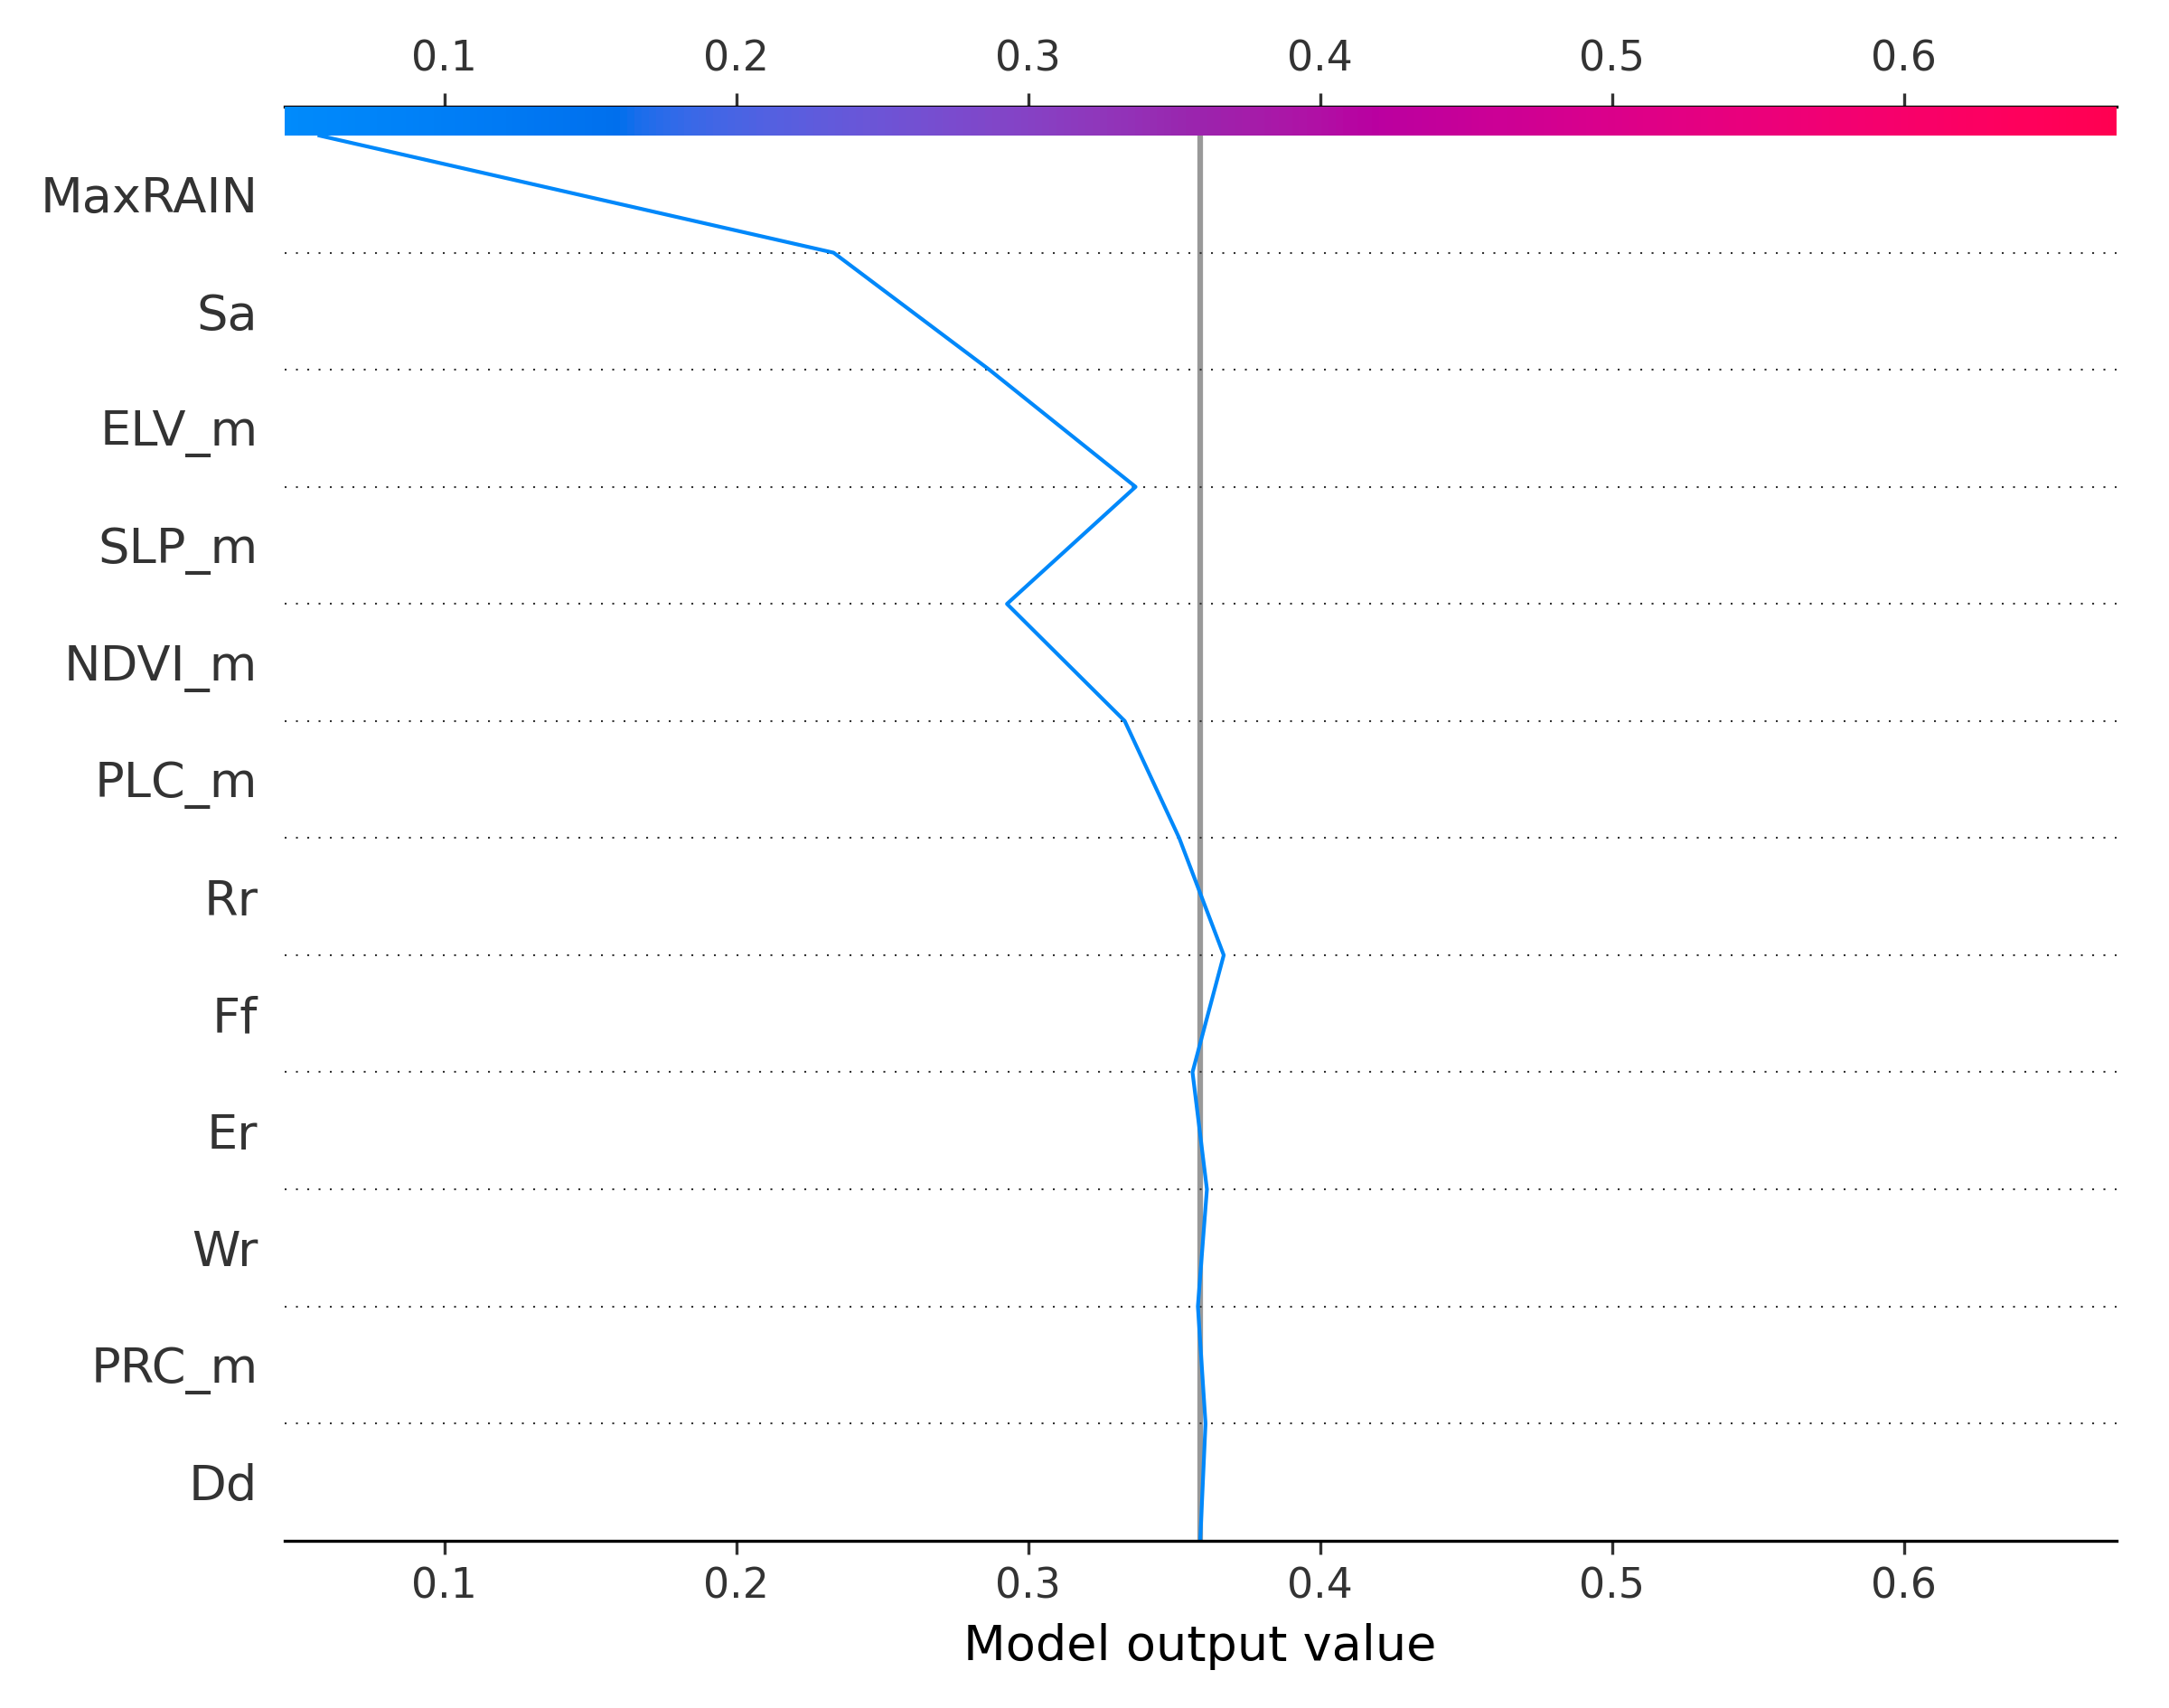 0.1 0.2 0.3 0.4 0.5 0.6
MaxRAIN
Sa
ELV_m
SLP_m
NDVI_m
PLC_m
Rr
Ff
Er
Wr
PRC_m
Dd
0.1 0.2 0.3 0.4 0.5 0.6
Model output value